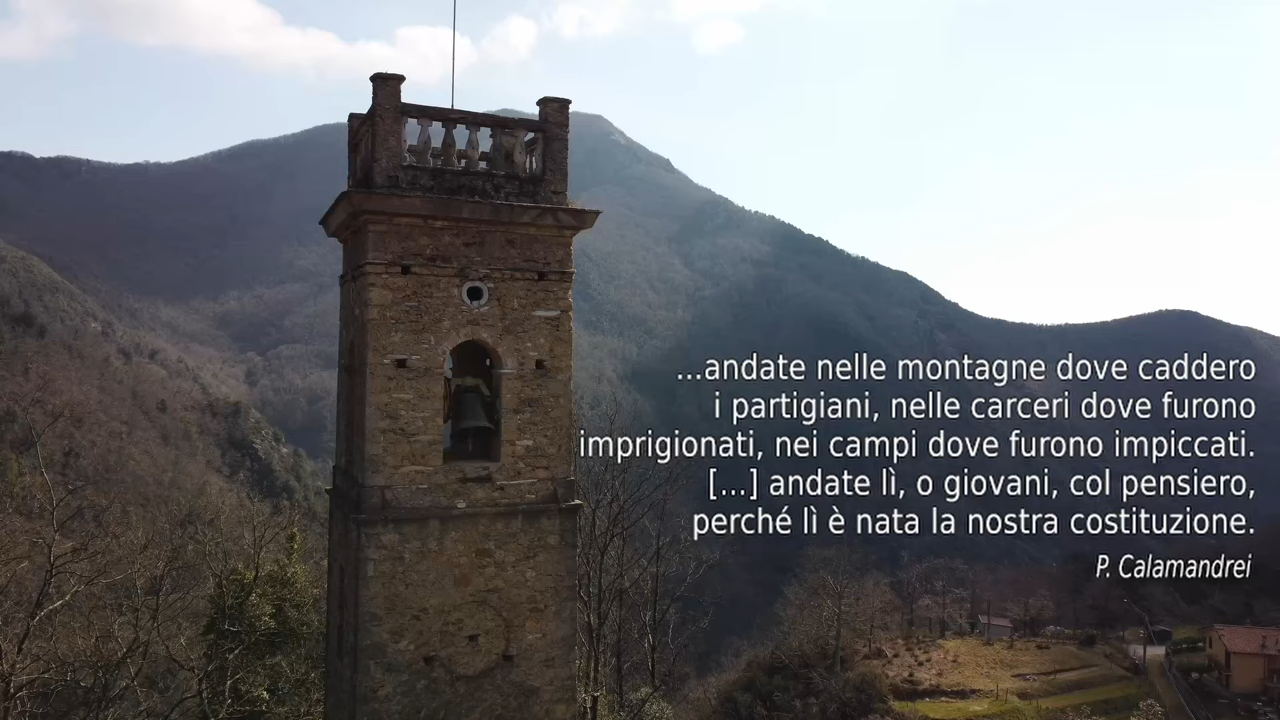 ...andate nelle montagne dove caddero
i partigiani, nelle carceri dove furono
imprigionati, nei campi dove furono impiccati.
[...] andate lì, o giovani, col pensiero,
perché lì è nata la nostra costituzione.
P. Calamandrei